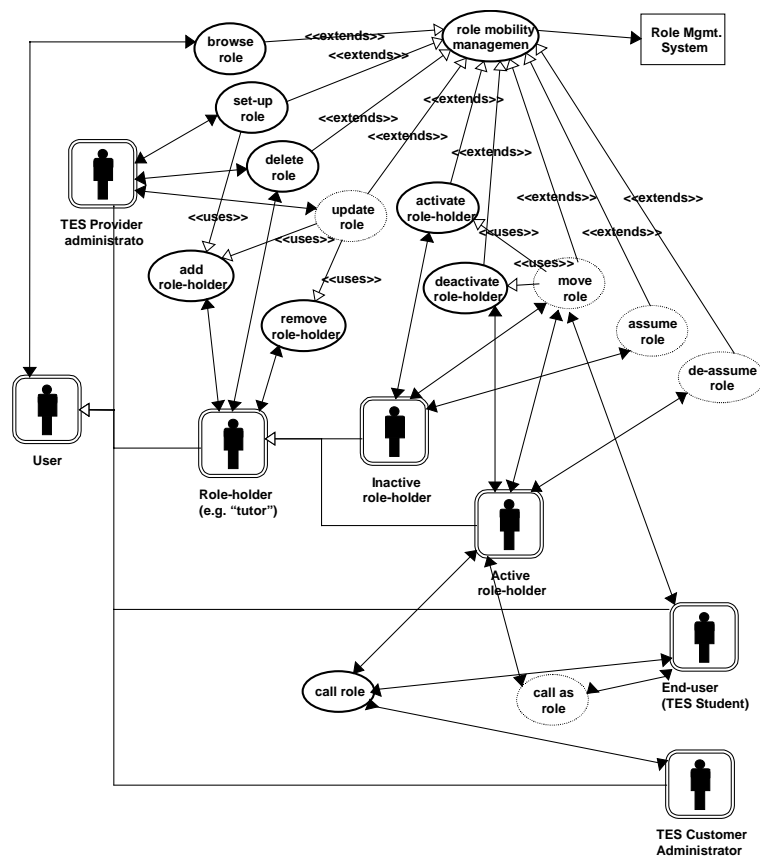 role mobility
managemen
Role Mgmt.
System
browse
role
<<extends>>
<<extends>>
set-up
role
<<extends>>
<<extends>>
delete
role
<<extends>>
TES Provider
administrato
<<extends>>
<<extends>>
<<extends>>
activate
role-holder
update
role
<<uses>>
<<uses>>
<<uses>>
<<uses>>
<<uses>>
add
role-holder
deactivate
role-holder
move
role
remove
role-holder
assume
role
de-assume
role
User
Role-holder
(e.g. “tutor”)
Inactive
role-holder
Active
role-holder
call role
call as
role
End-user
(TES Student)
TES Customer
Administrator